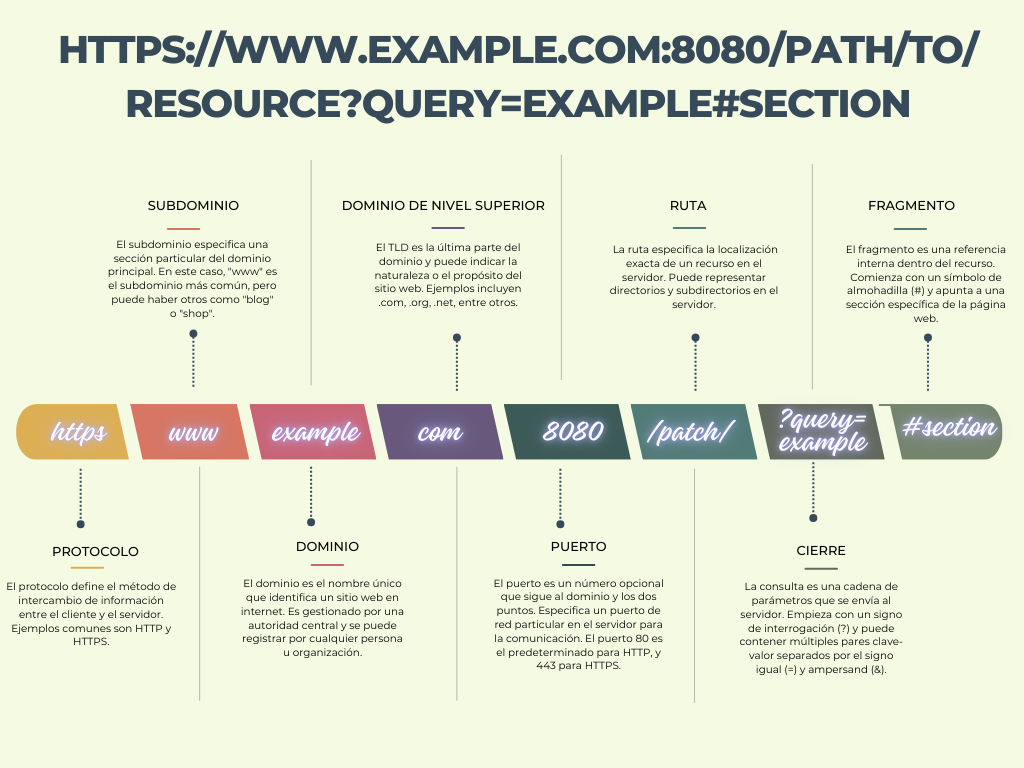 HTTPS://WWW.EXAMPLE.COM:8080/PATH/TO/
RESOURCE?QUERY=EXAMPLE#SECTION
SUBDOMINIO
El subdominio especifica una
sección particular del dominio
principal. En este caso, "www" es
el subdominio más común, pero
puede haber otros como "blog"
o "shop".
DOMINIO DE NIVEL SUPERIOR
El TLD es la última parte del
dominio y puede indicar la
naturaleza o el propósito del
sitio web. Ejemplos incluyen
.com, .org, .net, entre otros.
RUTA
La ruta especifica la localización
exacta de un recurso en el
servidor. Puede representar
directorios y subdirectorios en el
servidor.
FRAGMENTO
El fragmento es una referencia
interna dentro del recurso.
Comienza con un símbolo de
almohadilla (#) y apunta a una
sección específica de la página
web.
https
www
example
com
8080
/patch/
?query=
example
#section
PROTOCOLO
El protocolo define el método de
intercambio de información
entre el cliente y el servidor.
Ejemplos comunes son HTTP y
HTTPS.
DOMINIO
El dominio es el nombre único
que identifica un sitio web en
internet. Es gestionado por una
autoridad central y se puede
registrar por cualquier persona
u organización.
PUERTO
El puerto es un número opcional
que sigue al dominio y los dos
puntos. Especifica un puerto de
red particular en el servidor para
la comunicación. El puerto 80 es
el predeterminado para HTTP, y
443 para HTTPS.
CIERRE
La consulta es una cadena de
parámetros que se envía al
servidor. Empieza con un signo
de interrogación (?) y puede
contener múltiples pares clave-
valor separados por el signo
igual (=) y ampersand (&).